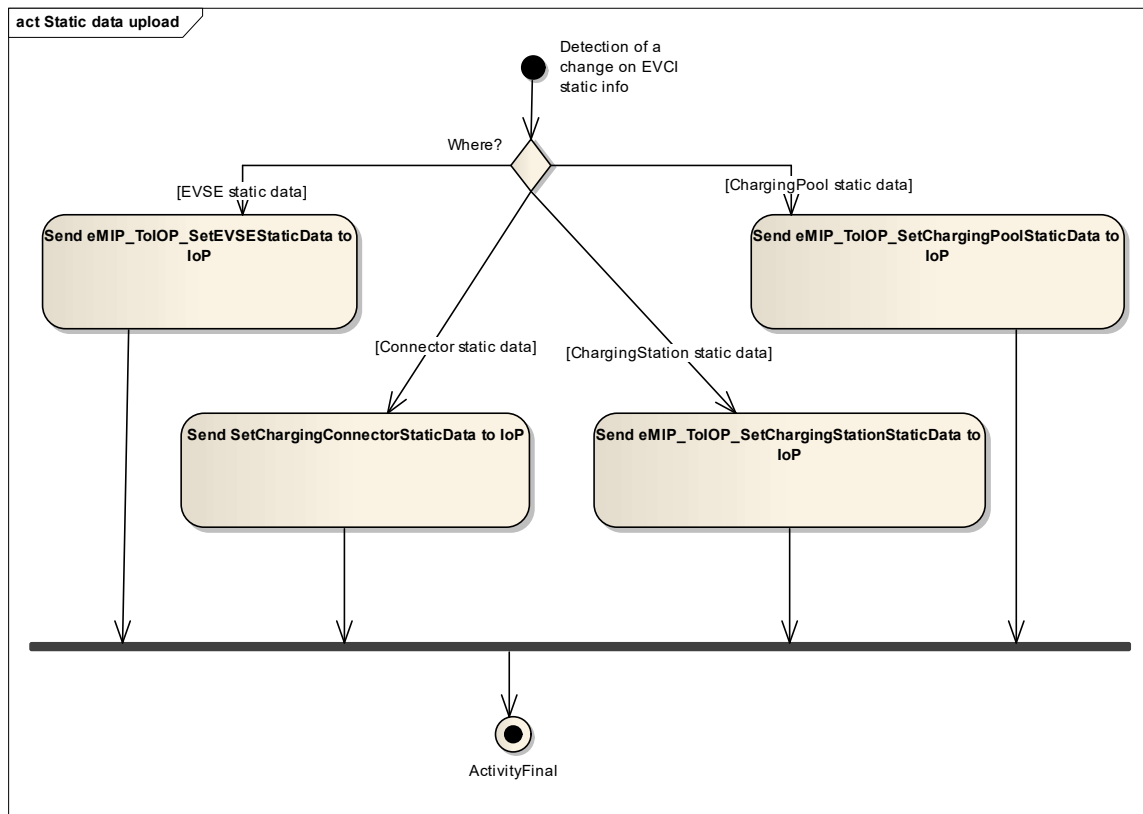 act Static data upload
Detection of a
change on EVCI
static info
Where?
[EVSE static data]
[ChargingPool static data]
Send eMIP_ToIOP_SetEVSEStaticData to
IoP
Send eMIP_ToIOP_SetChargingPoolStaticData to
IoP
[Connector static data]
[ChargingStation static data]
Send SetChargingConnectorStaticData to IoP
Send eMIP_ToIOP_SetChargingStationStaticData to
IoP
ActivityFinal